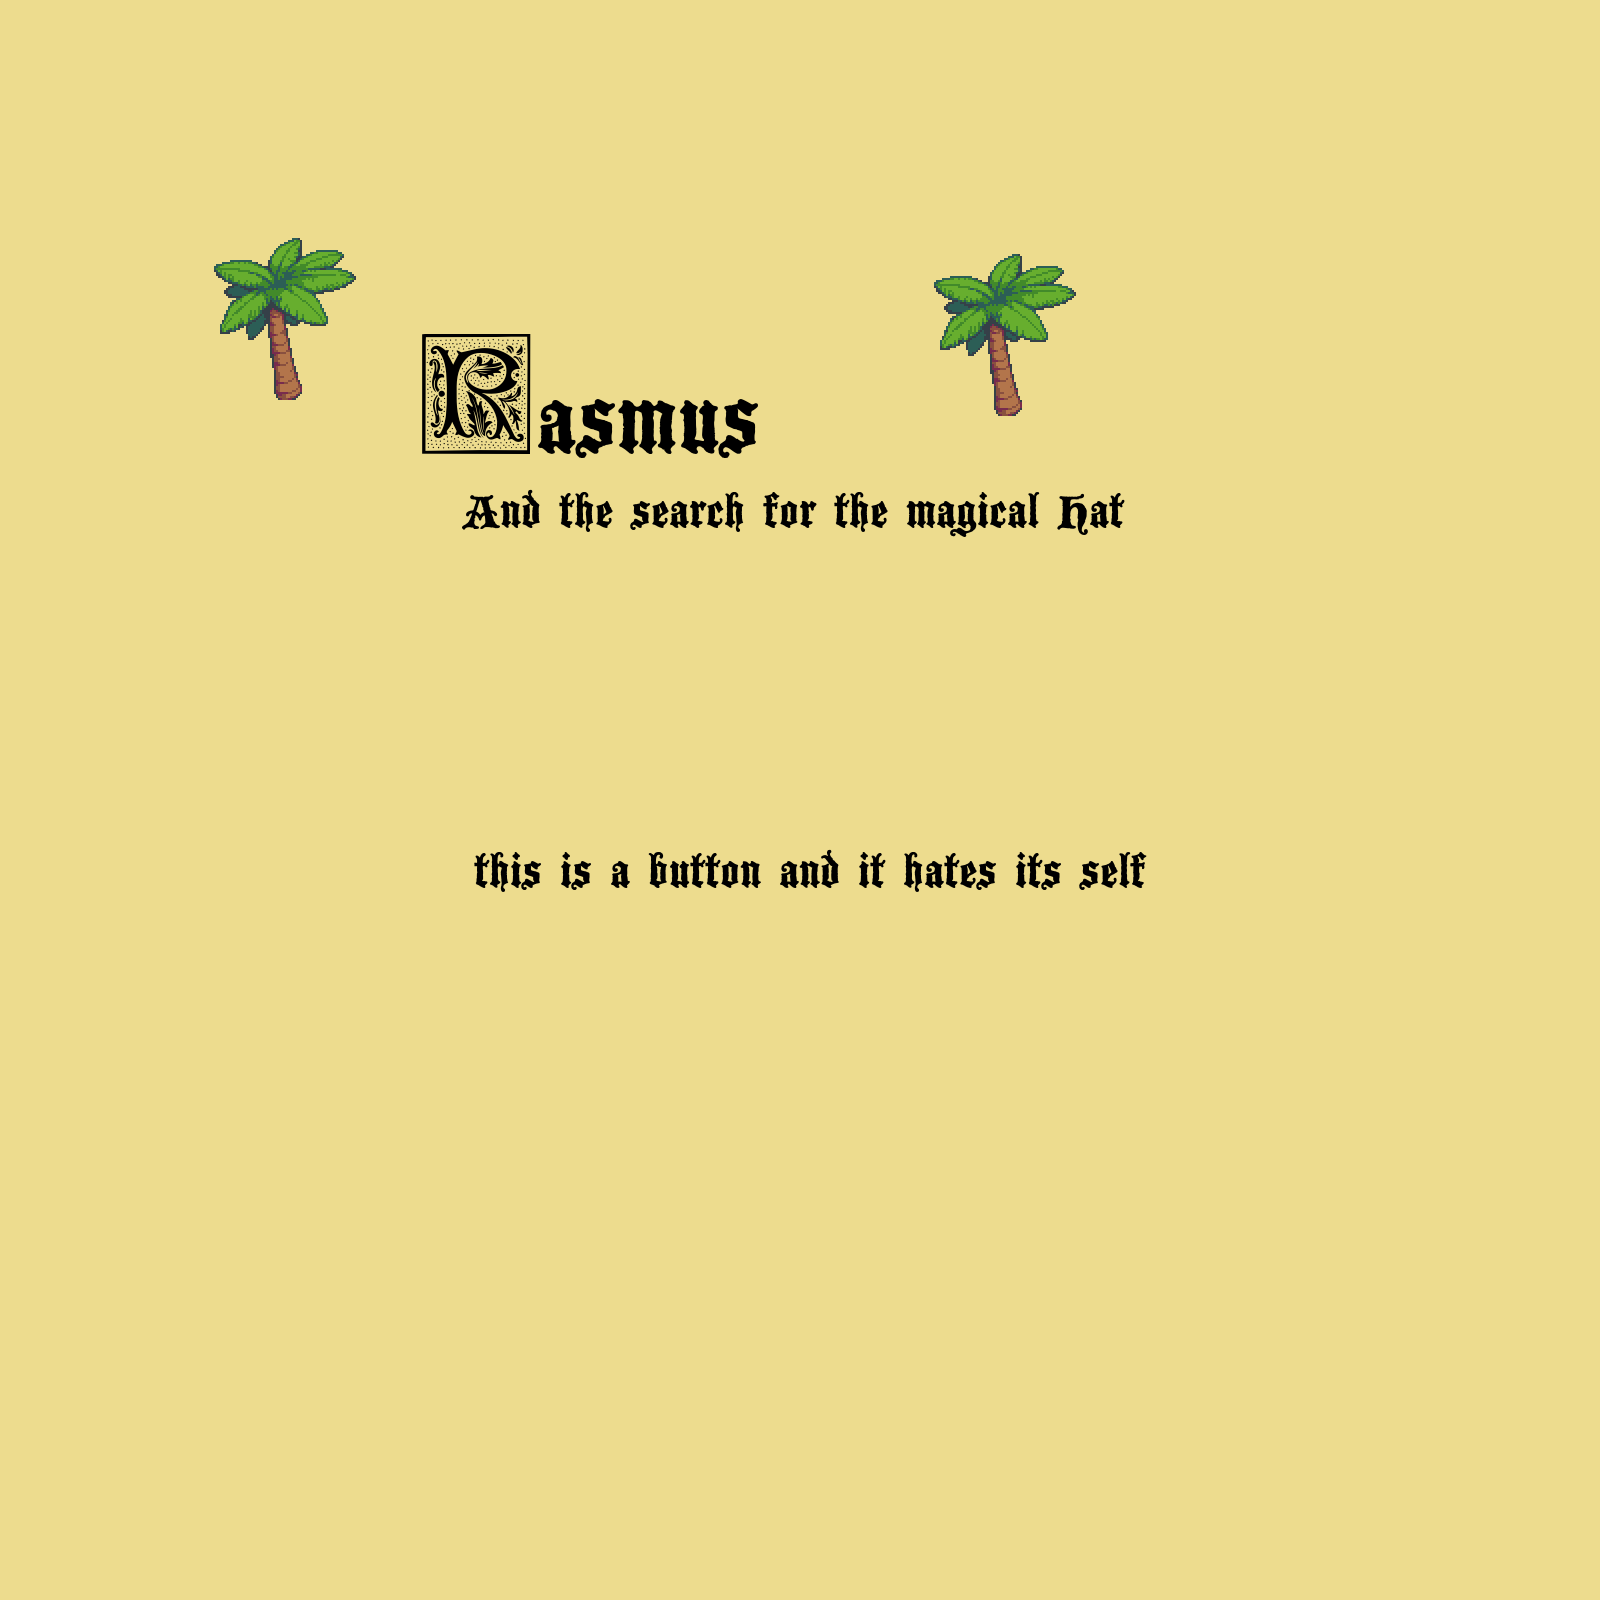 Rasmus
And the search for the magical Hat
this is a button and it hates its self